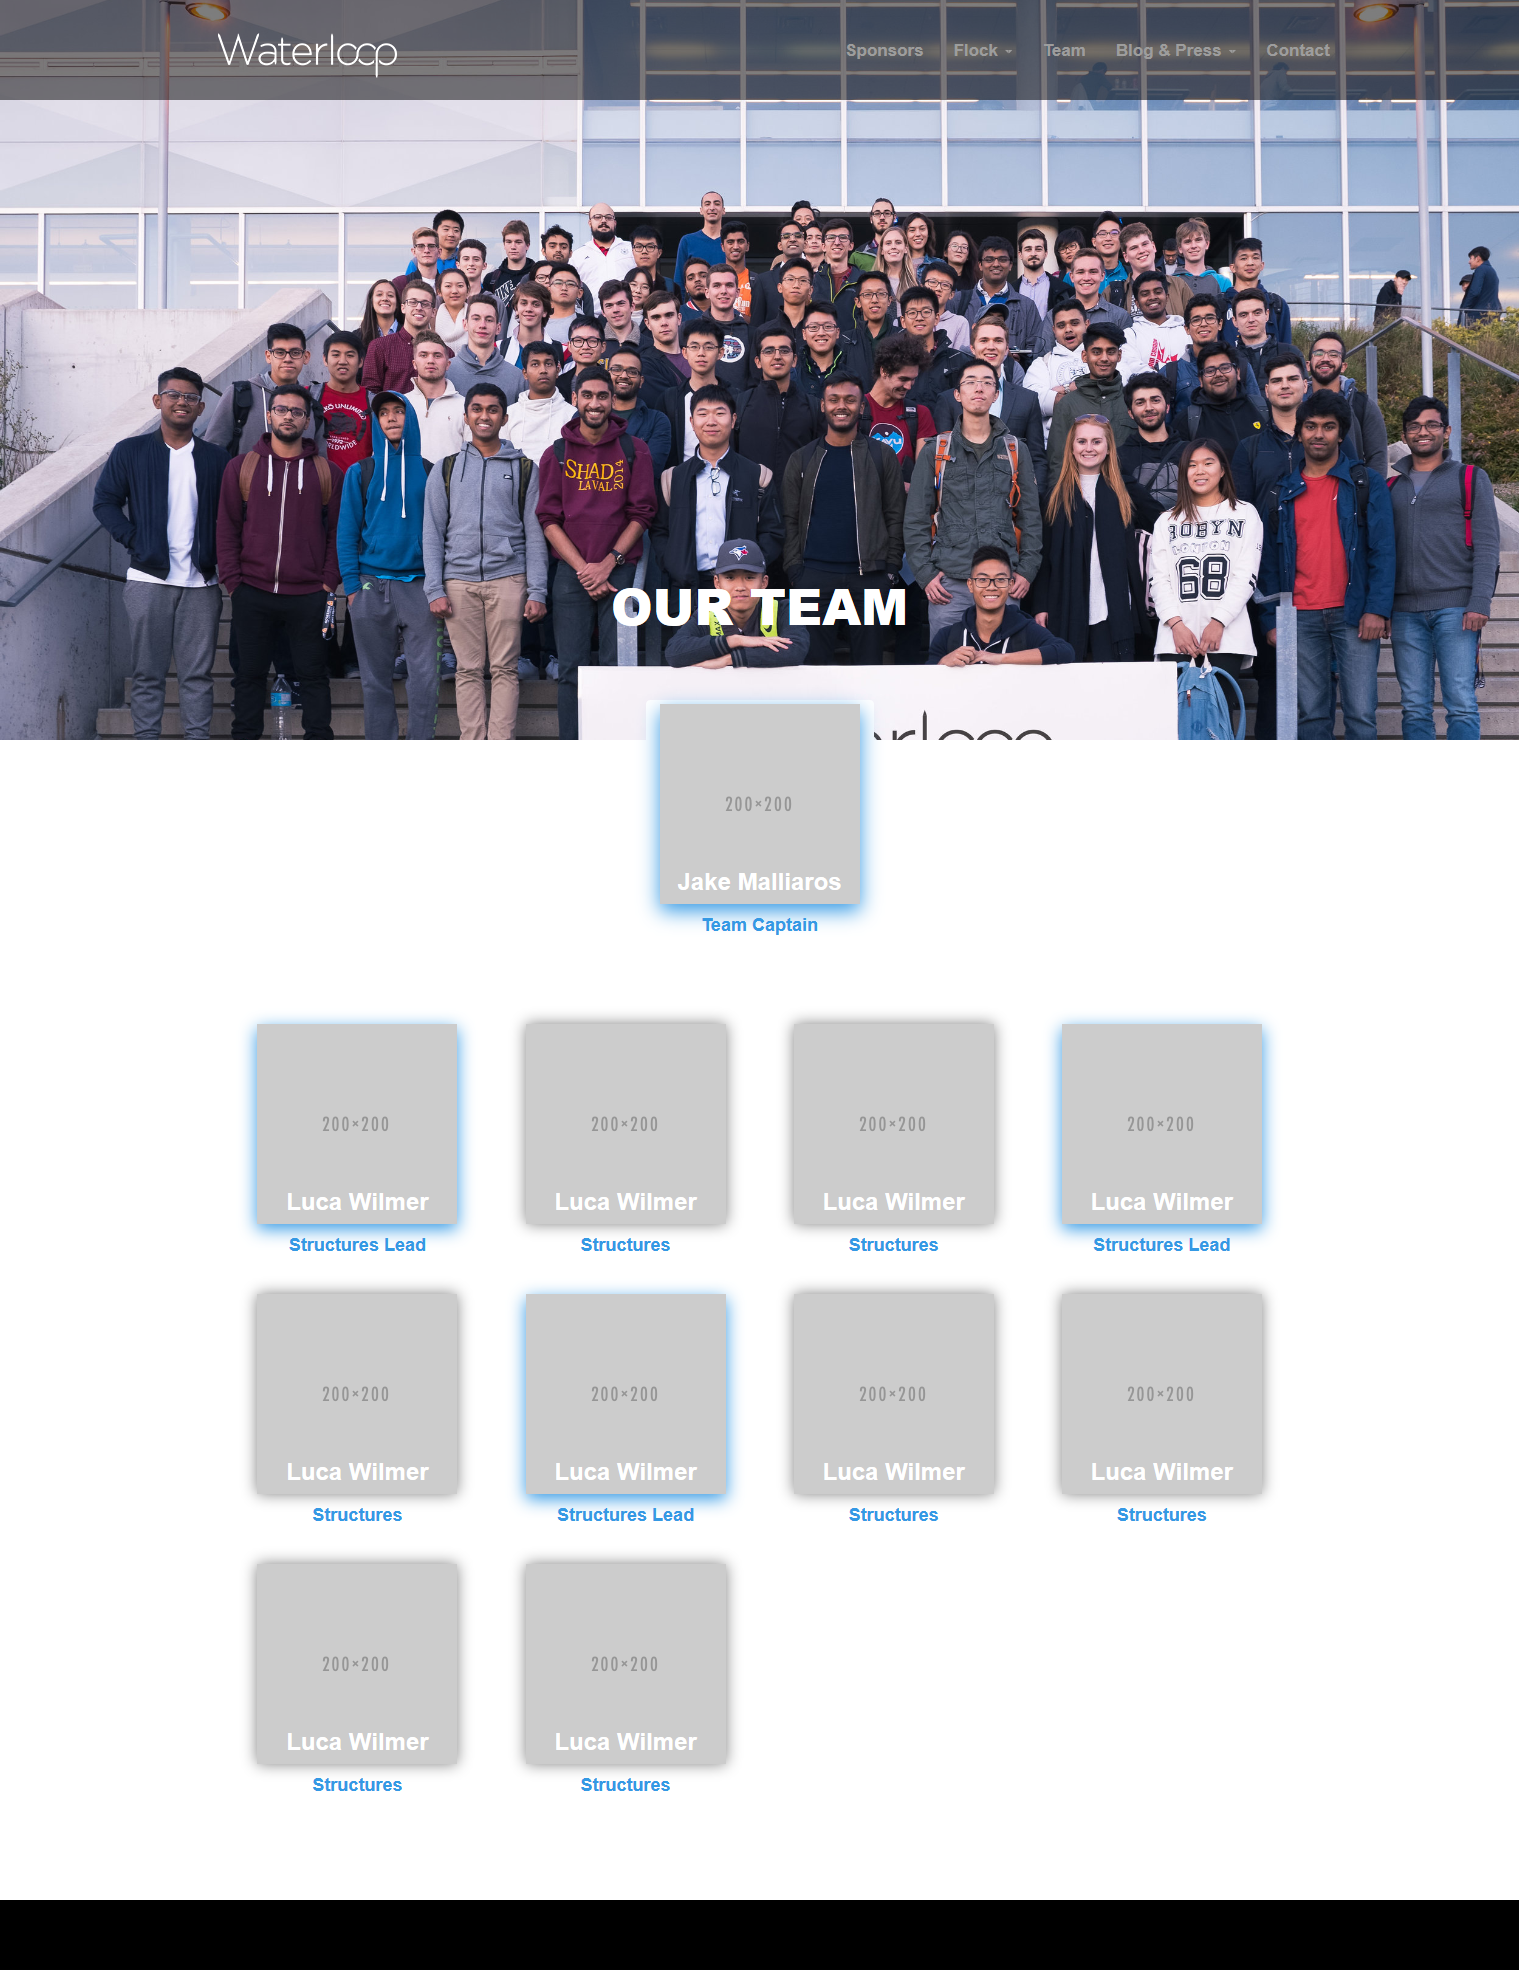 Waterloop
Sponsors Flock Team Blog & Press Contact
SHAD
LAVAL 2014
ROBYN
LONDON
68
OUR TEAM
200×200
Jake Malliaros
Team Captain
200×200 200×200 200×200 200×200
Luca Wilmer Luca Wilmer Luca Wilmer Luca Wilmer
Structures Lead Structures Structures Structures Lead
200×200 200×200 200×200 200×200
Luca Wilmer Luca Wilmer Luca Wilmer Luca Wilmer
Structures Structures Lead Structures Structures
200×200 200×200
Luca Wilmer Luca Wilmer
Structures Structures